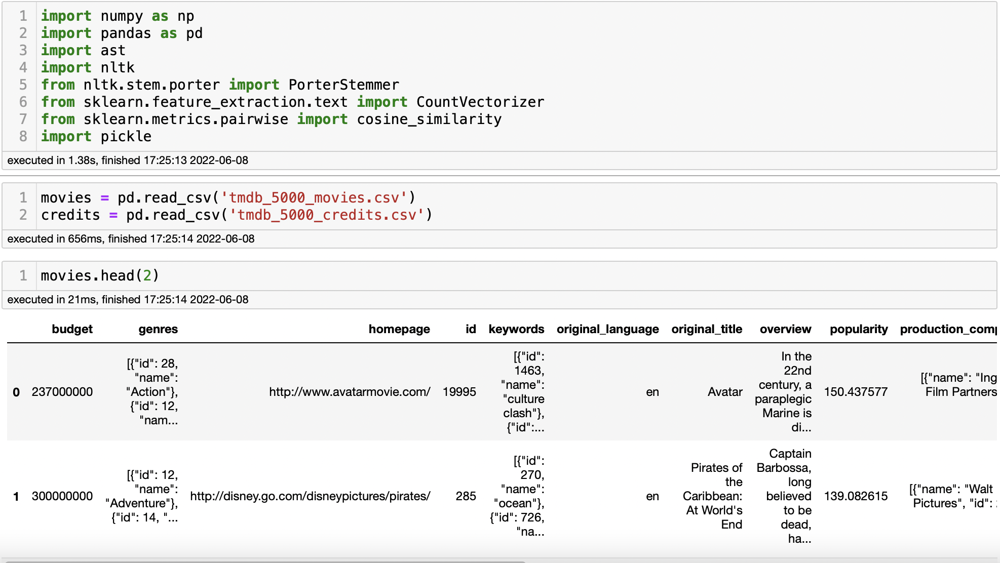 1 import numpy as np
2 import pandas as pd
3 import ast
4 import nltk
5 from nltk.stem.porter import PorterStemmer
6 from sklearn.feature_extraction.text import CountVectorizer
7 from sklearn.metrics.pairwise import cosine_similarity
8 import pickle
executed in 1.38s, finished 17:25:13 2022-06-08
1 movies = pd.read_csv('tmdb_5000_movies.csv')
2 credits = pd.read_csv('tmdb_5000_credits.csv')
executed in 656ms, finished 17:25:14 2022-06-08
1 movies.head(2)
executed in 21ms, finished 17:25:14 2022-06-08
budget genres homepage id keywords original_language original_title overview popularity production_comp
0
237000000
[{"id": 28,
"name":
"Action"},
{"id": 12,
"nam...
http://www.avatarmovie.com/
19995
[{"id":
1463,
"name":
"culture
clash"},
{"id":...
en
Avatar
In the
22nd
century, a
paraplegic
Marine is
di...
150.437577
[{"name": "Ing
Film Partners
1
300000000
[{"id": 12,
"name":
"Adventure"},
{"id": 14, "...
http://disney.go.com/disneypictures/pirates/
285
[{"id":
270,
"name":
"ocean"},
{"id": 726,
"na...
en
Pirates of
the
Caribbean:
At World's
End
Captain
Barbossa,
long
believed
to be
dead,
ha...
139.082615
[{"name": "Walt
Pictures", "id":